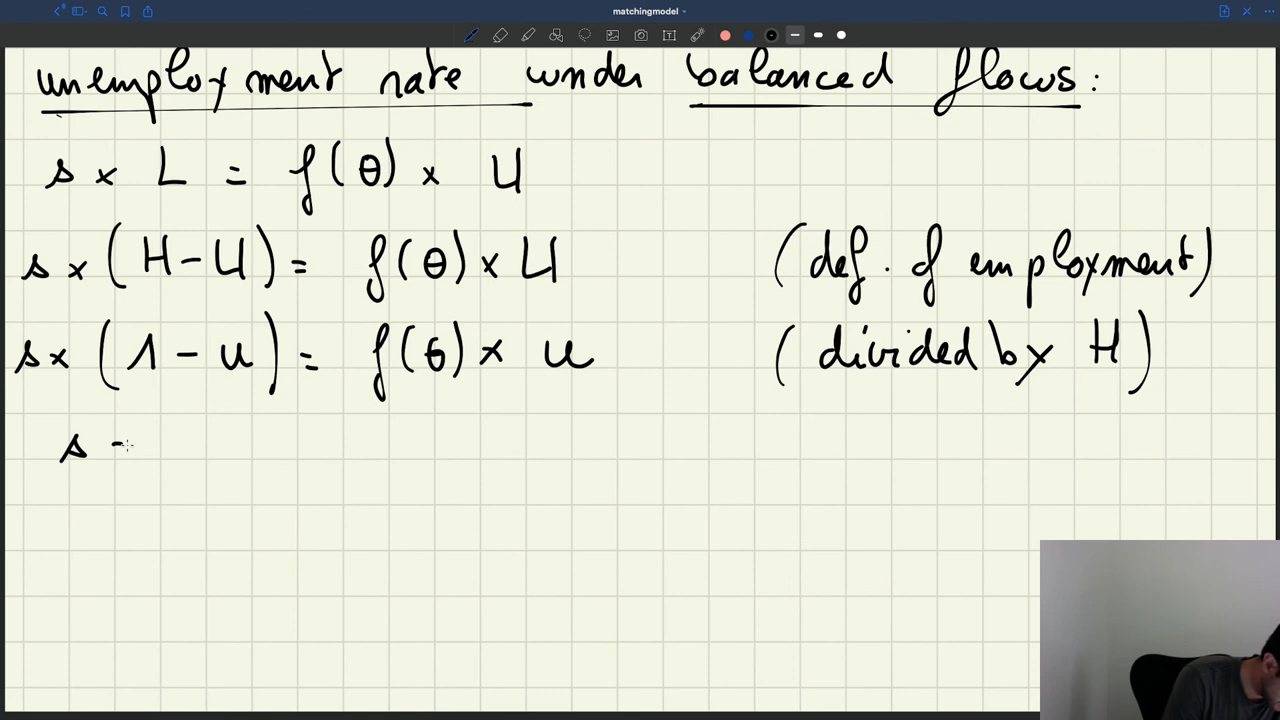 matchingmodel
unemployment rate under balanced flows:
s × L = f(θ) × U
s × (H - U) = f(θ) × U (def. of employment)
s × (1 - u) = f(θ) × u (divided by H)
s -